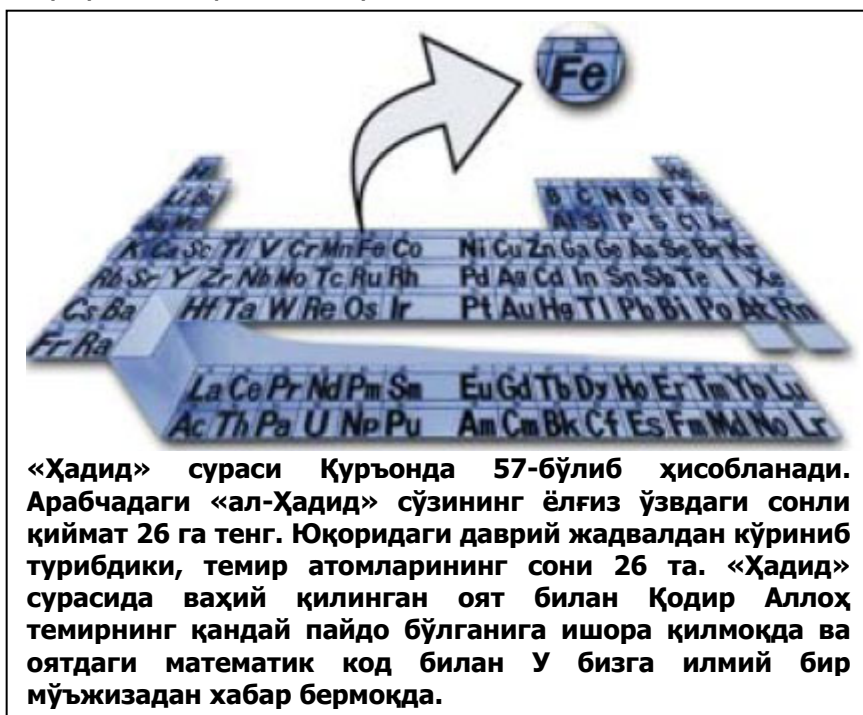 Fe
Li Be B C N O F Ne
Al Si P S Cl Ar
K Ca Sc Ti V Cr Mn Fe Co Ni Cu Zn Ga Ge As Se Br Kr
Rb Sr Y Zr Nb Mo Tc Ru Rh Pd Ag Cd In Sn Sb Te I Xe
Cs Ba Hf Ta W Re Os Ir Pt Au Hg Tl Pb Bi Po At Rn
Fr Ra
La Ce Pr Nd Pm Sm Eu Gd Tb Dy Ho Er Tm Yb Lu
Ac Th Pa U Np Pu Am Cm Bk Cf Es Fm Md No Lr
«Ҳадид» сураси Қуръонда 57-бўлиб ҳисобланади.
Арабчадаги «ал-Ҳадид» сўзининг ёлғиз ўзвдаги сонли
қиймат 26 га тенг. Юқоридаги даврий жадвалдан кўриниб
турибдики, темир атомларининг сони 26 та. «Ҳадид»
сурасида ваҳий қилинган оят билан Қодир Аллоҳ
темирнинг қандай пайдо бўлганига ишора қилмоқда ва
оятдаги математик код билан У бизга илмий бир
мўъжизадан хабар бермоқда.